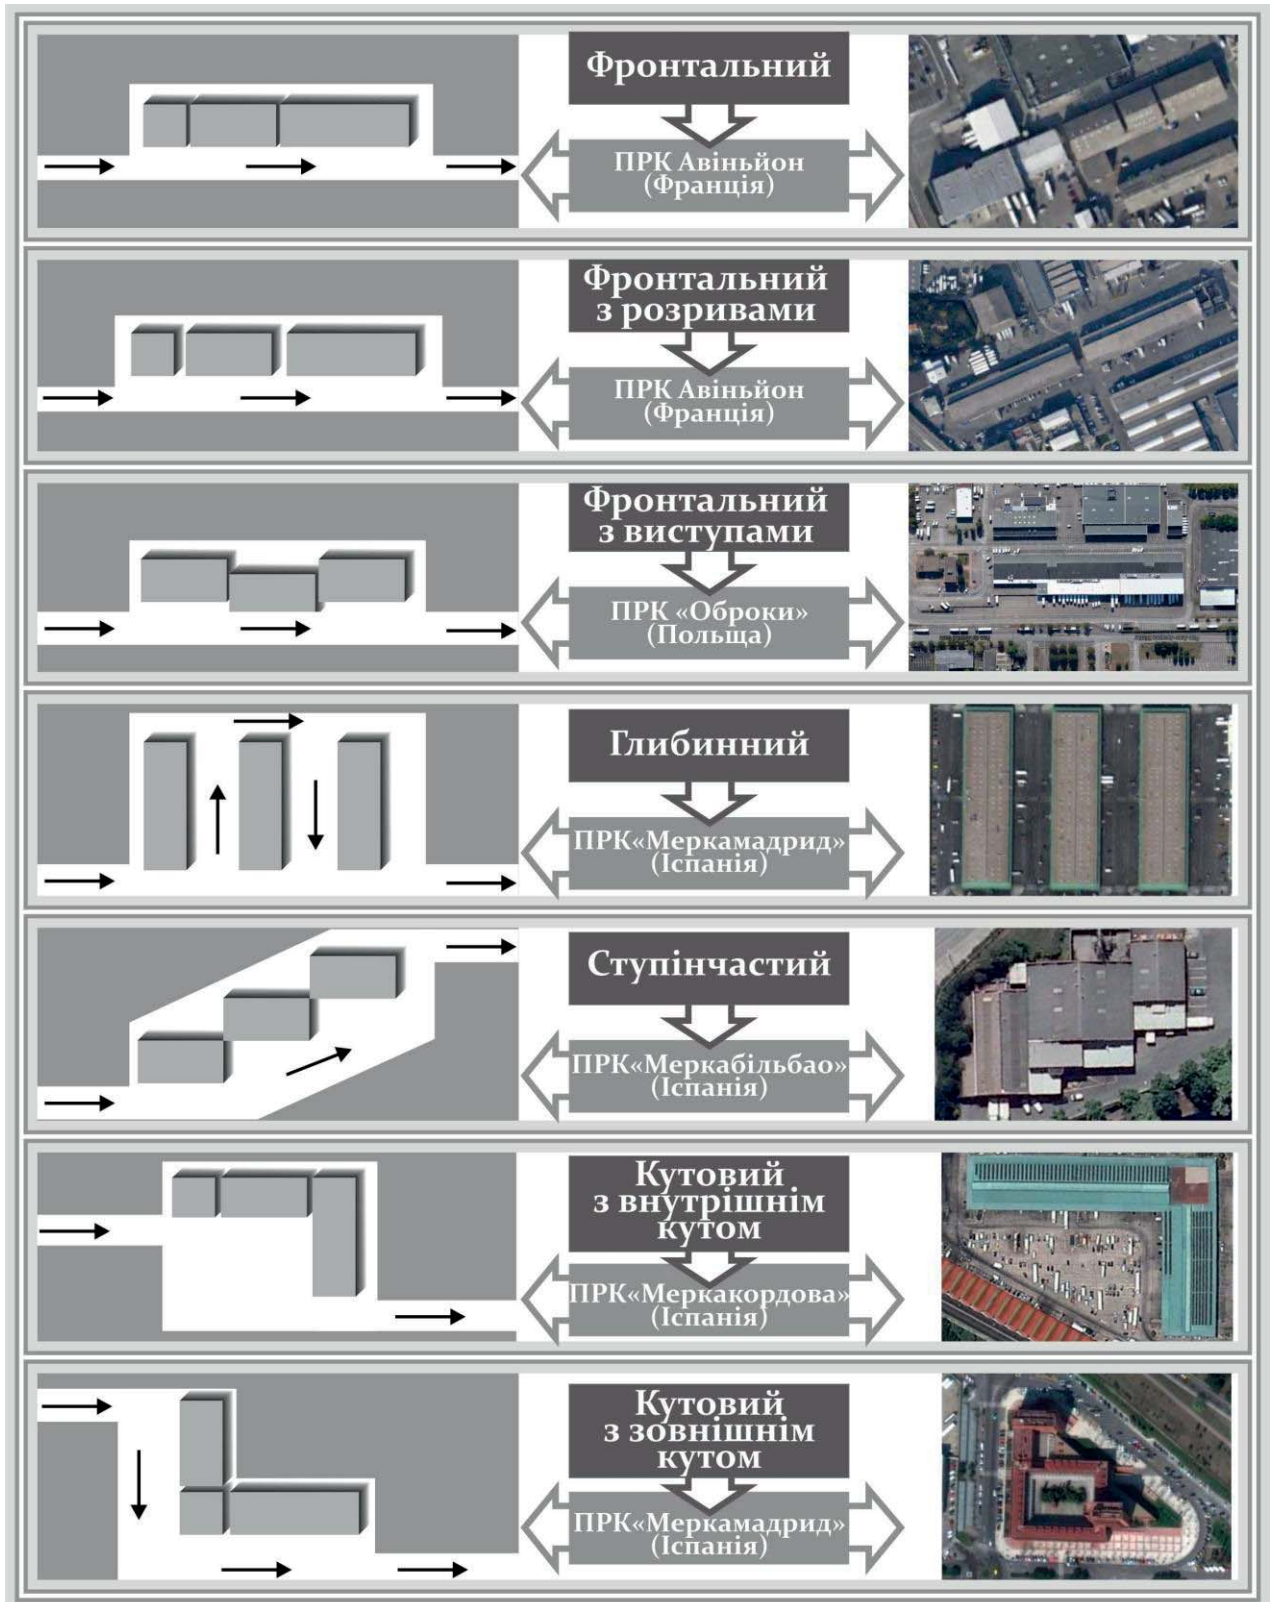 Фронтальний
ПРК Авіньйон
(Франція)
Фронтальний
з розривами
ПРК Авіньйон
(Франція)
Фронтальний
з виступами
ПРК «Оброки»
(Польща)
Глибинний
ПРК«Меркамадрид»
(Іспанія)
Ступінчастий
ПРК«Меркабільбао»
(Іспанія)
Кутовий
з внутрішнім
кутом
ПРК«Меркакордова»
(Іспанія)
Кутовий
з зовнішнім
кутом
ПРК«Меркамадрид»
(Іспанія)